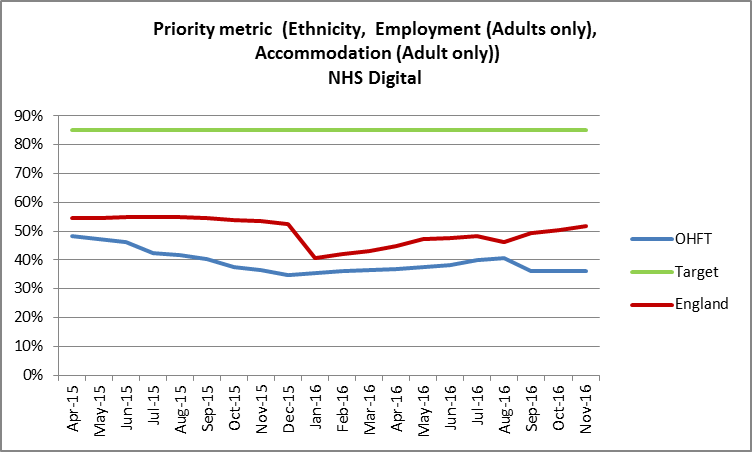 Priority metric (Ethnicity, Employment (Adults only),
Accommodation (Adult only))
NHS Digital
90%
80%
70%
60%
50%
40%
30%
20%
10%
0%
Apr-15
May-15
Jun-15
Jul-15
Aug-15
Sep-15
Oct-15
Nov-15
Dec-15
Jan-16
Feb-16
Mar-16
Apr-16
May-16
Jun-16
Jul-16
Aug-16
Sep-16
Oct-16
Nov-16
OHFT
Target
England